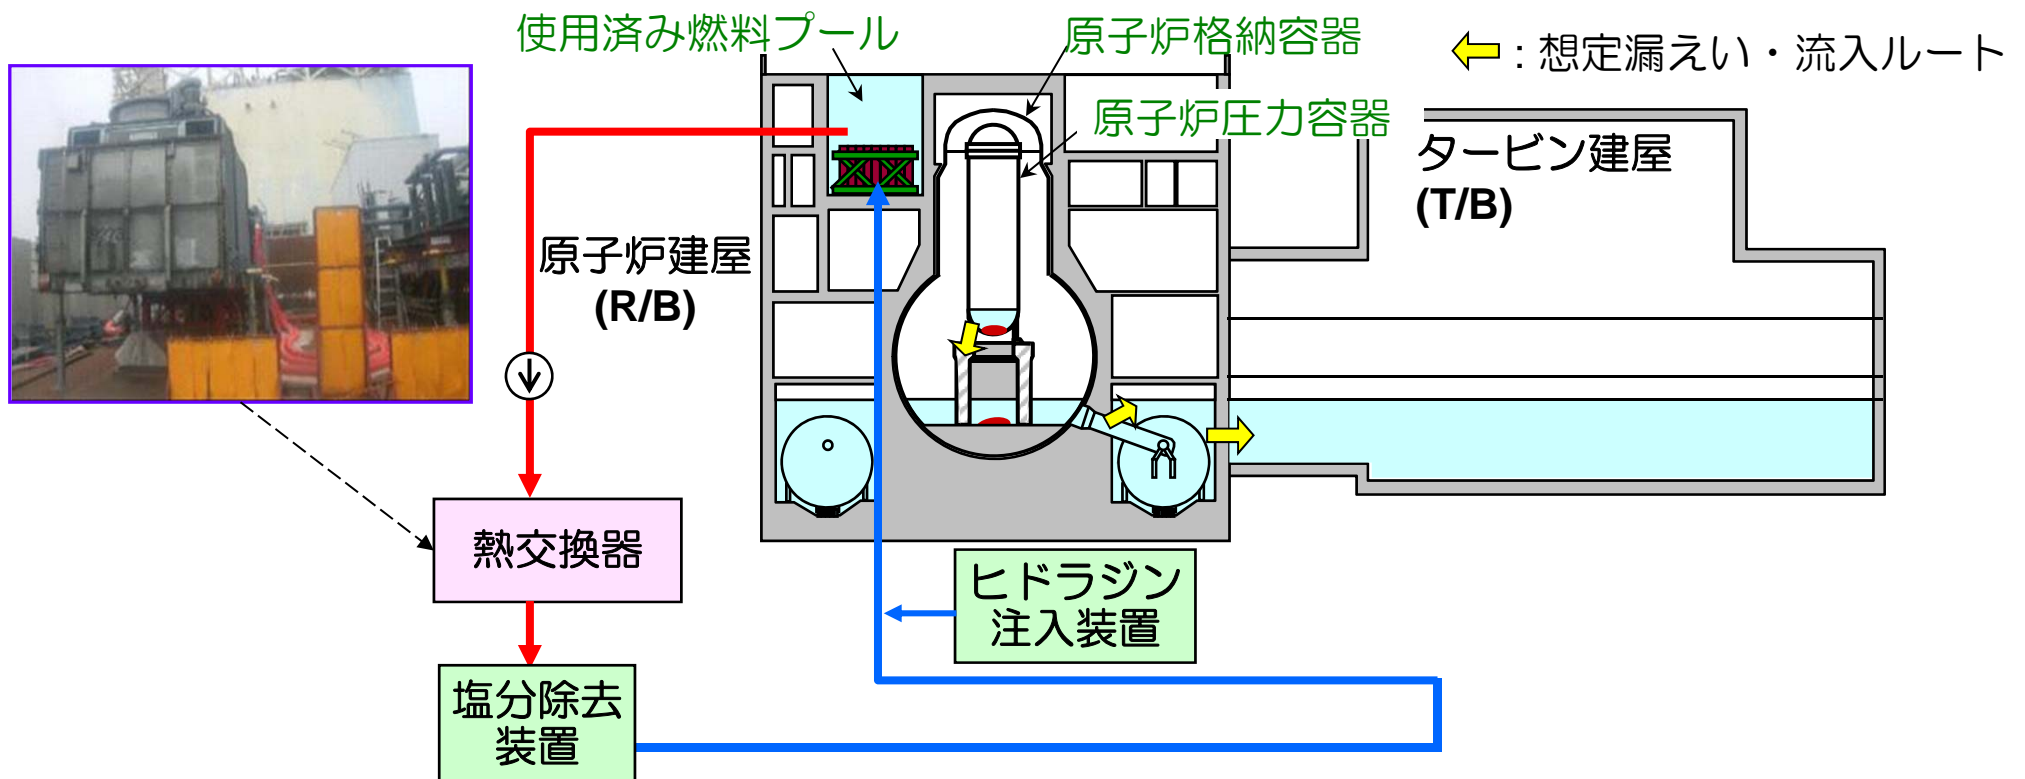 使用済み燃料プール
原子炉格納容器
: 想定漏えい・流入ルート
原子炉圧力容器
タービン建屋
(T/B)
原子炉建屋
(R/B)
熱交換器
ヒドラジン
注入装置
塩分除去
装置